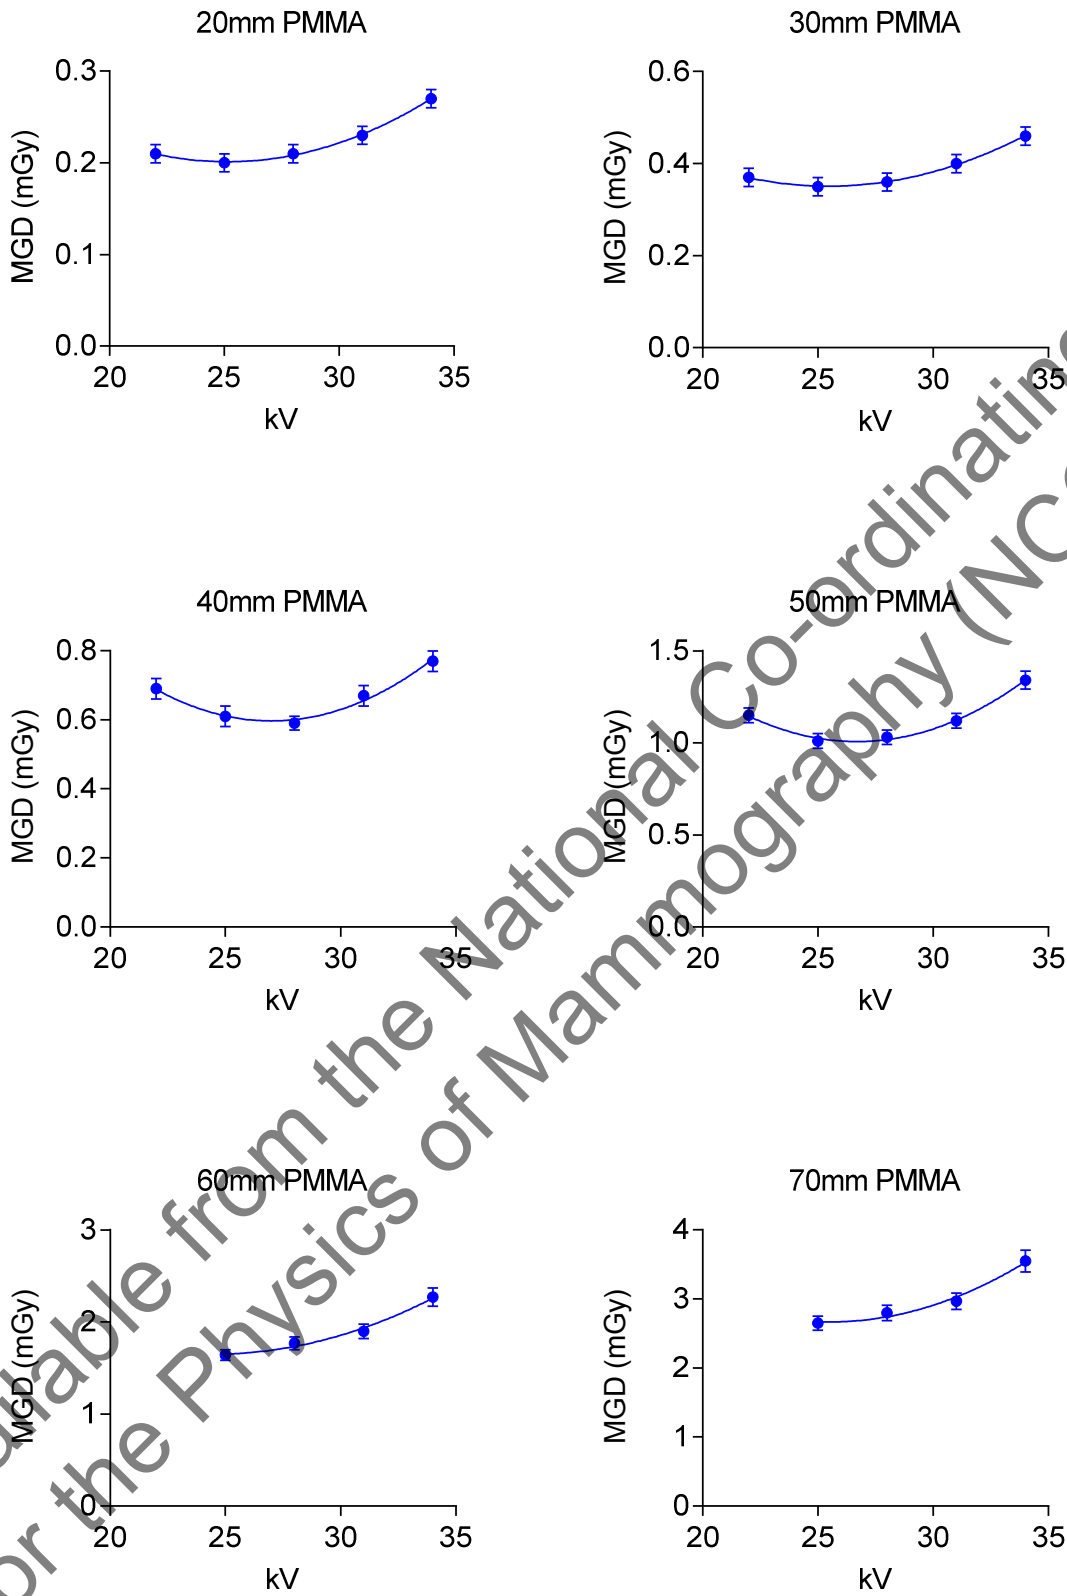 20mm PMMA
0.3
0.2
0.1
0.0
MGD (mGy)
20 25 30 35
kV
30mm PMMA
0.6
0.4
0.2
0.0
MGD (mGy)
20 25 30 35
kV
40mm PMMA
0.8
0.6
0.4
0.2
0.0
MGD (mGy)
20 25 30 35
kV
50mm PMMA
1.5
1.0
0.5
0.0
MGD (mGy)
20 25 30 35
kV
60mm PMMA
3
2
1
0
MGD (mGy)
20 25 30 35
kV
70mm PMMA
4
3
2
1
0
MGD (mGy)
20 25 30 35
kV
ailable from the National Co-ordinating
or the Physics of Mammography (NC